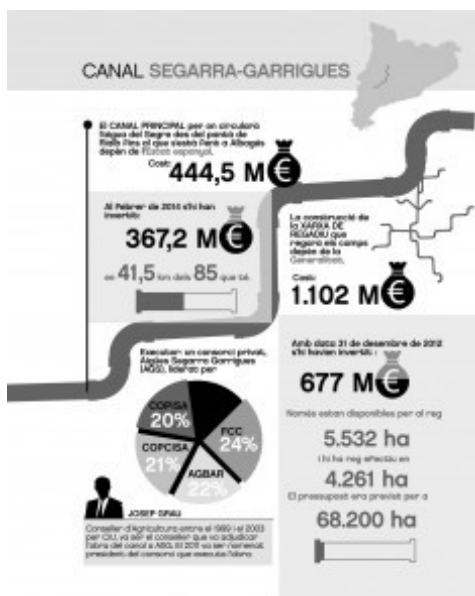 CANAL SEGARRA-GARRIGUES
El CANAL PRINCIPAL per on circularà
l'aigua del Segre des del pantà de
Rialb fins al que s'està fent a Albagés
depèn de l'Estat espanyol.
Cost:
444,5 M€
Al febrer de 2014 s'hi han
invertit:
367,2 M€
en 41,5 km dels 85 que té.
La construcció de
la XARXA DE
REGADIU que
regarà els camps
depèn de la
Generalitat.
Cost:
1.102 M€
Amb data 31 de desembre de 2012
s'hi havien invertit:
677 M€
Només estan disponibles per al reg
5.532 ha
i hi ha reg efectiu en
4.261 ha
El pressupost era previst per a
68.200 ha
Executor: un consorci privat,
Aigües Segarra Garrigues
(ASG), liderat per
COPISA
20%
FCC
24%
COPCISA
21%
AGBAR
22%
JOSEP GRAU
Conseller d'Agricultura entre el 1999 i el 2003
per CiU, va ser el conseller que va adjudicar
l'obra del canal a ASG. El 2011 va ser nomenat
president del consorci que executa l'obra